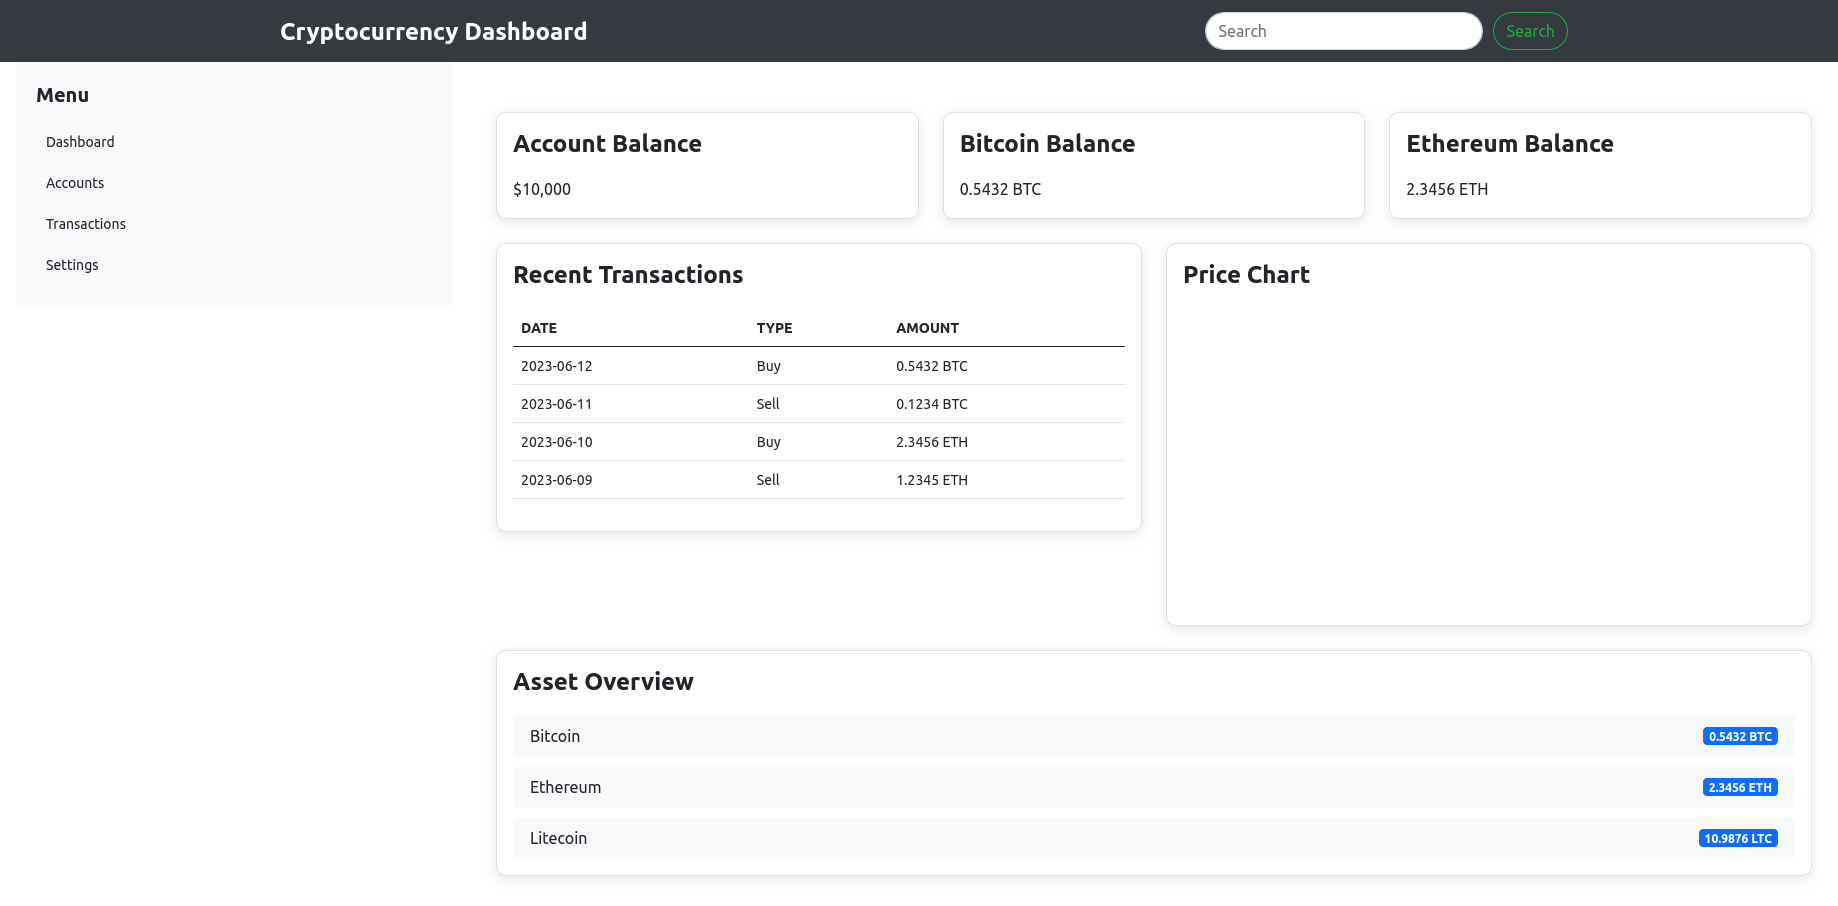 Cryptocurrency Dashboard
Search
Search
Menu
Dashboard
Accounts
Transactions
Settings
Account Balance
$10,000
Bitcoin Balance
0.5432 BTC
Ethereum Balance
2.3456 ETH
Recent Transactions
DATE TYPE AMOUNT
2023-06-12 Buy 0.5432 BTC
2023-06-11 Sell 0.1234 BTC
2023-06-10 Buy 2.3456 ETH
2023-06-09 Sell 1.2345 ETH
Price Chart
Asset Overview
Bitcoin 0.5432 BTC
Ethereum 2.3456 ETH
Litecoin 10.9876 LTC